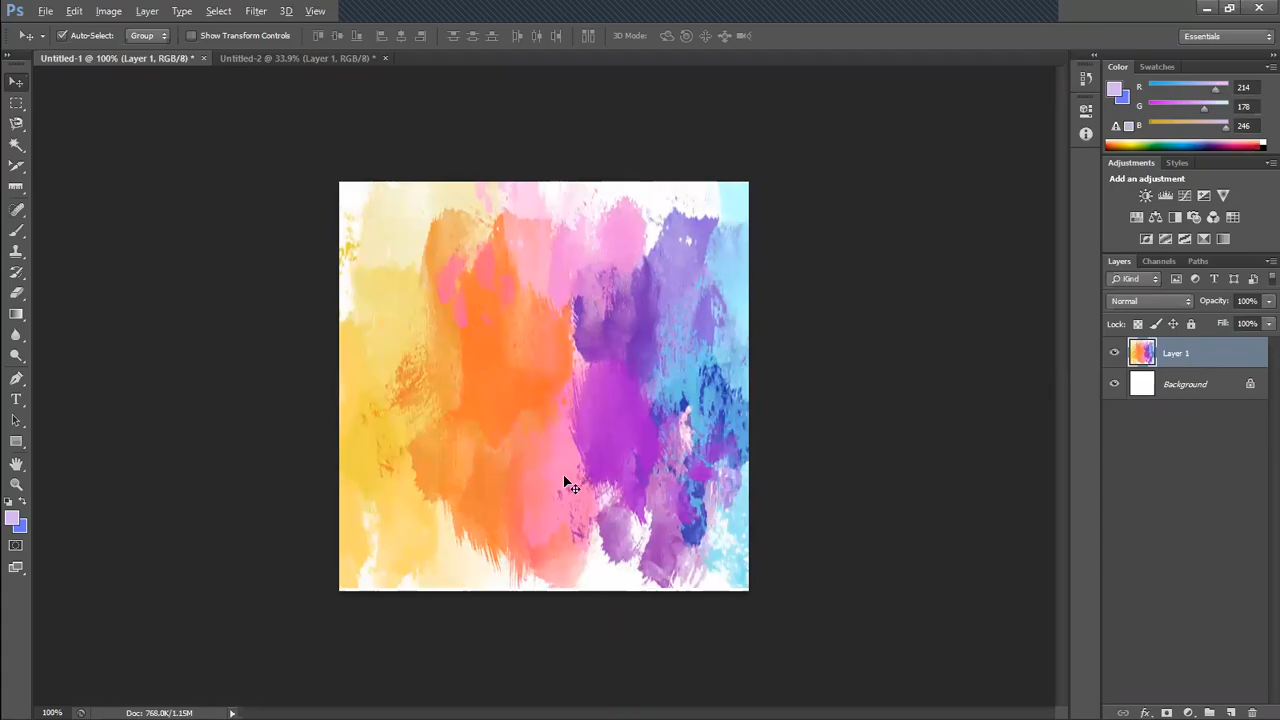 Ps File Edit Image Layer Type Select Filter 3D View
Auto-Select: Group Show Transform Controls 3D Mode: Essentials
Untitled-1 @ 100% (Layer 1, RGB/8) * × Untitled-2 @ 33.9% (Layer 1, RGB/8) * ×
Color Swatches
R 214
G 178
B 246
Adjustments Styles
Add an adjustment
Layers Channels Paths
Kind
Normal Opacity: 100%
Lock: Fill: 100%
Layer 1
Background
100% Doc: 768.0K/1.15M